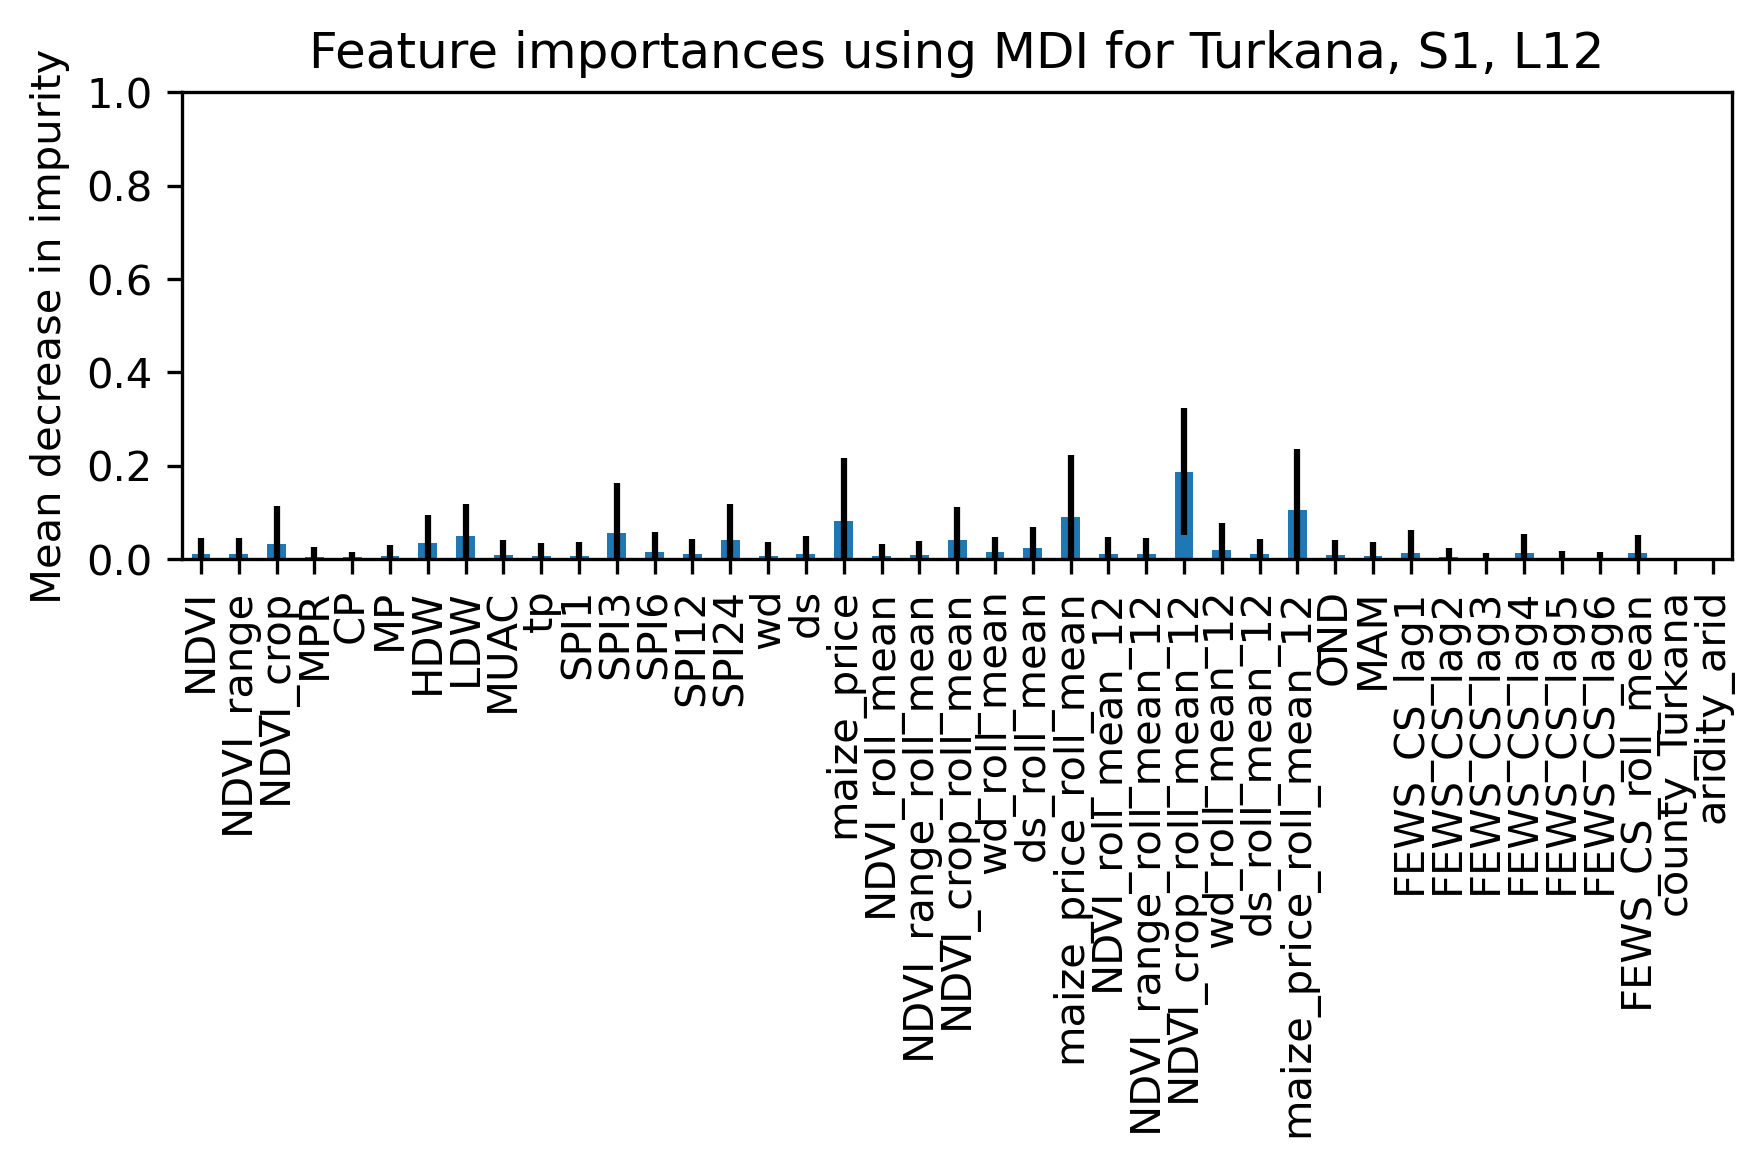 Feature importances using MDI for Turkana, S1, L12
Mean decrease in impurity
1.0
0.8
0.6
0.4
0.2
0.0
NDVI
NDVI_range
NDVI_crop
MPR
CP
MP
HDW
LDW
MUAC
tp
SPI1
SPI3
SPI6
SPI12
SPI24
wd
ds
maize_price
NDVI_roll_mean
NDVI_range_roll_mean
NDVI_crop_roll_mean
wd_roll_mean
ds_roll_mean
maize_price_roll_mean
NDVI_roll_mean_12
NDVI_range_roll_mean_12
NDVI_crop_roll_mean_12
wd_roll_mean_12
ds_roll_mean_12
maize_price_roll_mean_12
OND
MAM
FEWS_CS_lag1
FEWS_CS_lag2
FEWS_CS_lag3
FEWS_CS_lag4
FEWS_CS_lag5
FEWS_CS_lag6
FEWS_CS_roll_mean
county_Turkana
aridity_arid